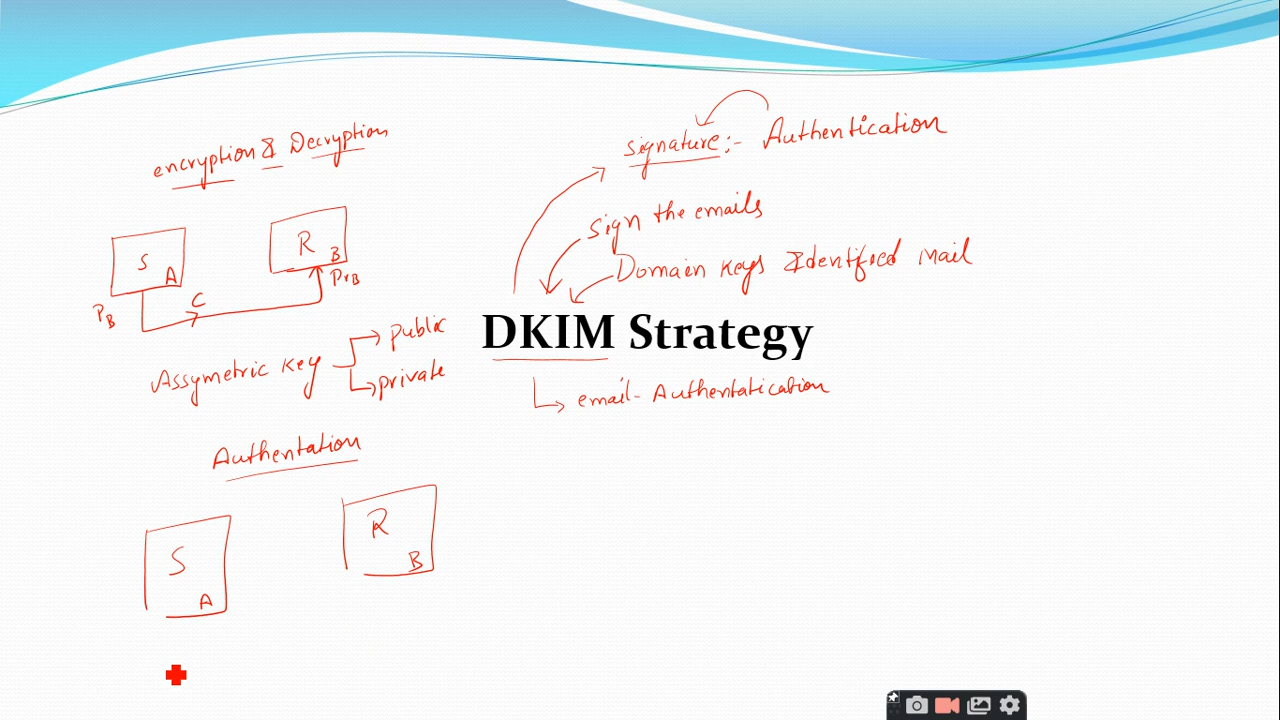 encryption & Decryption
S
A
R
B
PB
C
PrB
Assymetric key
public
private
Authentation
S
A
R
B
signature:- Authentication
Sign the emails
Domain keys Identified Mail
DKIM Strategy
email- Authentatication